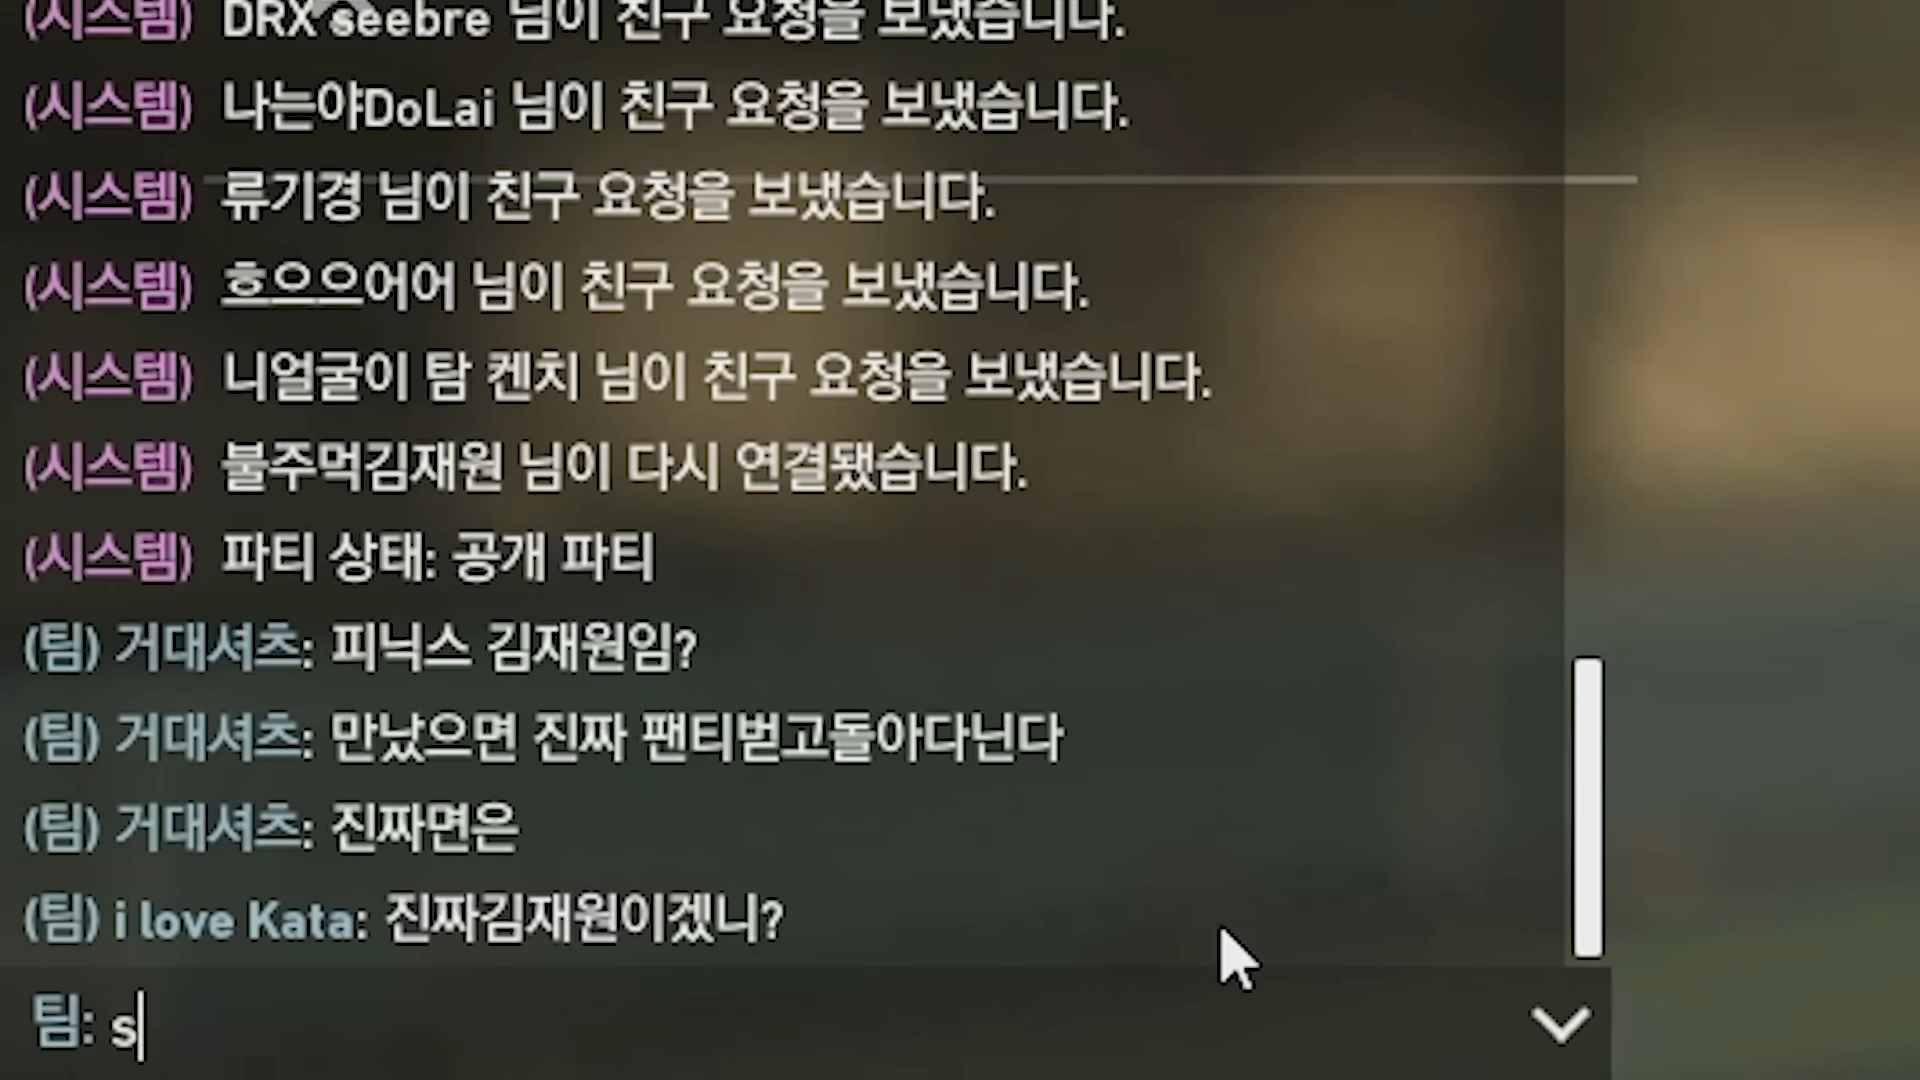 (시스템) DRX seebre 님이 친구 요청을 보냈습니다.
(시스템) 나는야DoLai 님이 친구 요청을 보냈습니다.
(시스템) 류기경 님이 친구 요청을 보냈습니다.
(시스템) 흐으으어어 님이 친구 요청을 보냈습니다.
(시스템) 니얼굴이 탐 켄치 님이 친구 요청을 보냈습니다.
(시스템) 불주먹김재원 님이 다시 연결됐습니다.
(시스템) 파티 상태: 공개 파티
(팀) 거대셔츠: 피닉스 김재원임?
(팀) 거대셔츠: 만났으면 진짜 팬티벋고돌아다닌다
(팀) 거대셔츠: 진짜면은
(팀) i love Kata: 진짜김재원이겠니?
팀: s